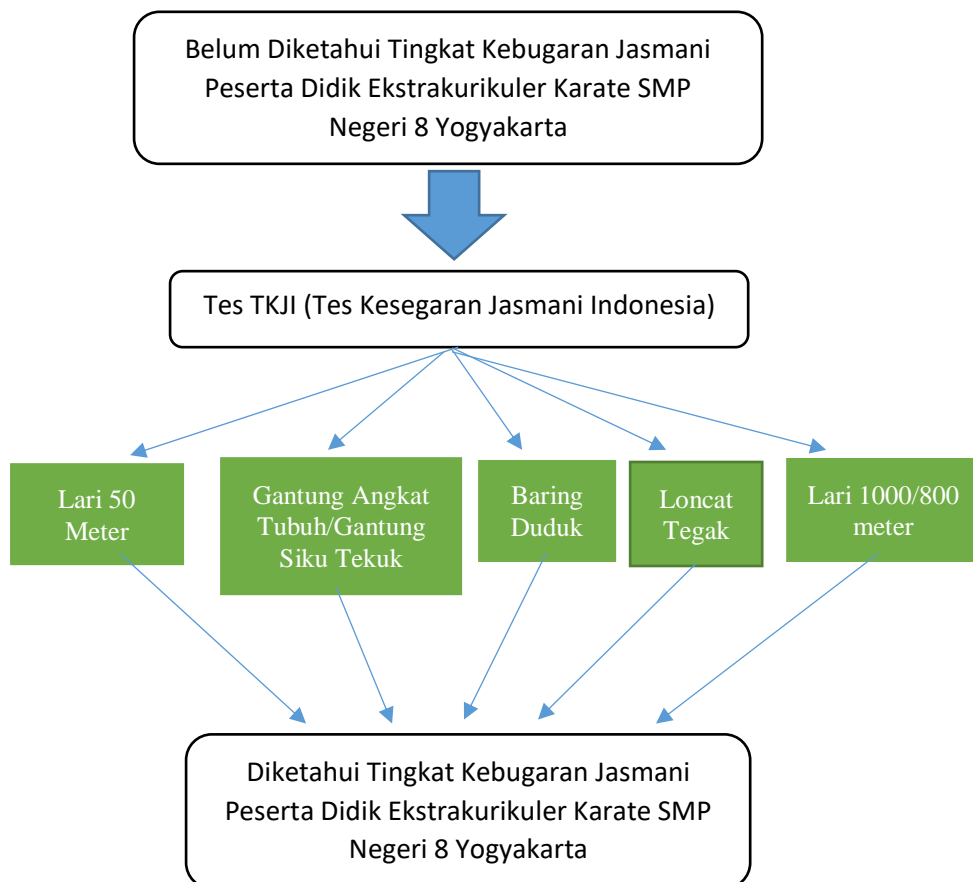 Belum Diketahui Tingkat Kebugaran Jasmani
Peserta Didik Ekstrakurikuler Karate SMP
Negeri 8 Yogyakarta
Tes TKJI (Tes Kesegaran Jasmani Indonesia)
Lari 50
Meter
Gantung Angkat
Tubuh/Gantung
Siku Tekuk
Baring
Duduk
Loncat
Tegak
Lari 1000/800
meter
Diketahui Tingkat Kebugaran Jasmani
Peserta Didik Ekstrakurikuler Karate SMP
Negeri 8 Yogyakarta